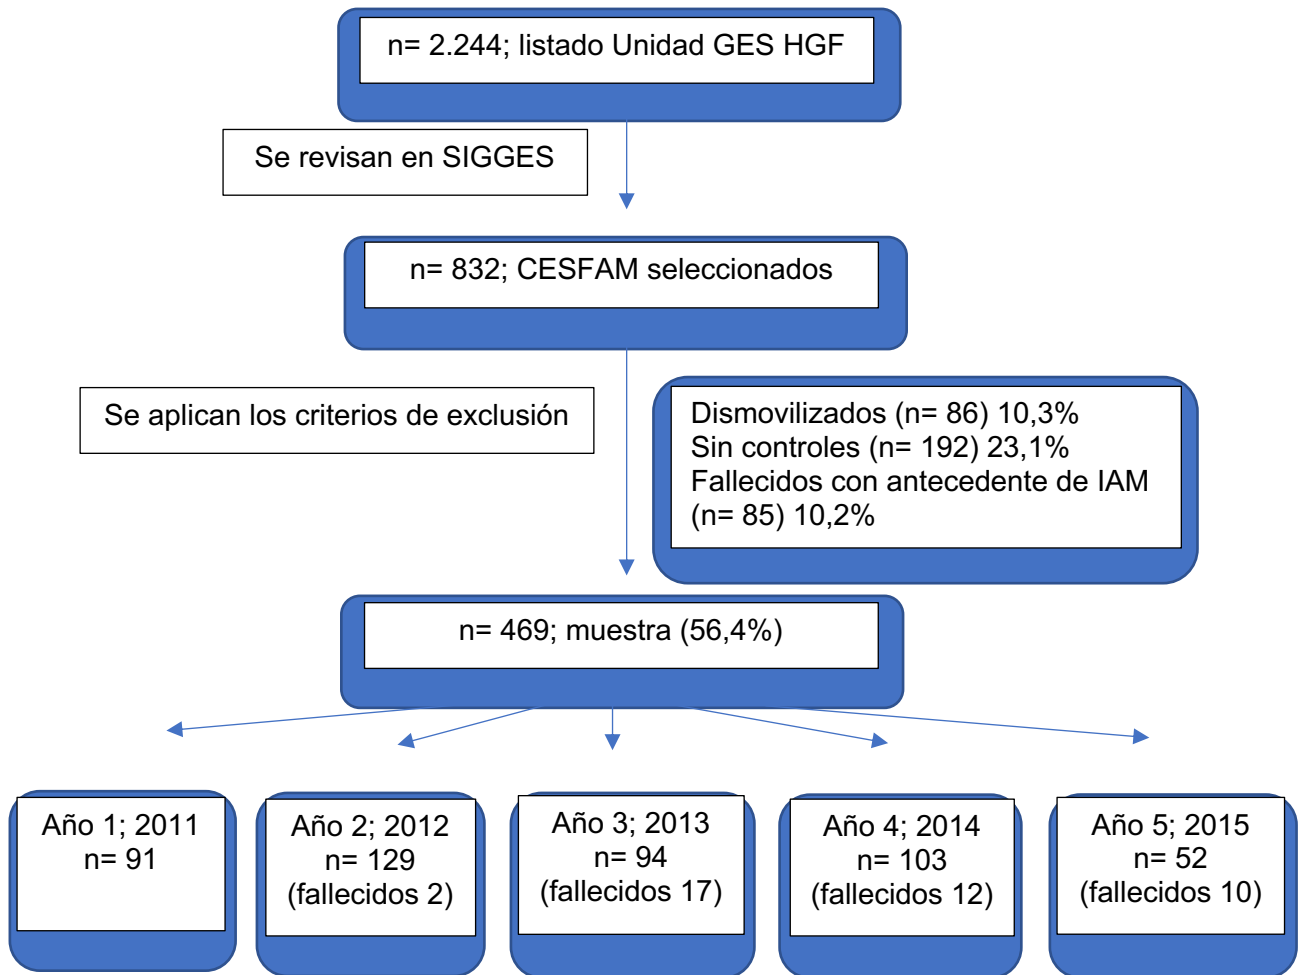 n= 2.244; listado Unidad GES HGF
Se revisan en SIGGES
n= 832; CESFAM seleccionados
Se aplican los criterios de exclusión
Dismovilizados (n= 86) 10,3%
Sin controles (n= 192) 23,1%
Fallecidos con antecedente de IAM
(n= 85) 10,2%
n= 469; muestra (56,4%)
Año 1; 2011
n= 91
Año 2; 2012
n= 129
(fallecidos 2)
Año 3; 2013
n= 94
(fallecidos 17)
Año 4; 2014
n= 103
(fallecidos 12)
Año 5; 2015
n= 52
(fallecidos 10)